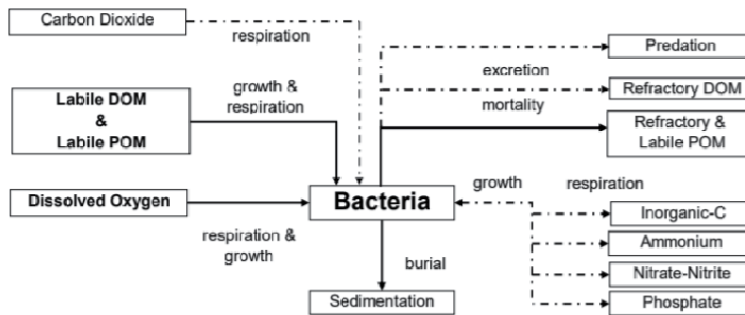 Carbon Dioxide
respiration
Predation
excretion
Refractory DOM
mortality
Labile DOM
&
Labile POM
growth &
respiration
Refractory &
Labile POM
growth
respiration
Dissolved Oxygen
Bacteria
respiration &
growth
Inorganic-C
Ammonium
burial
Nitrate-Nitrite
Sedimentation
Phosphate